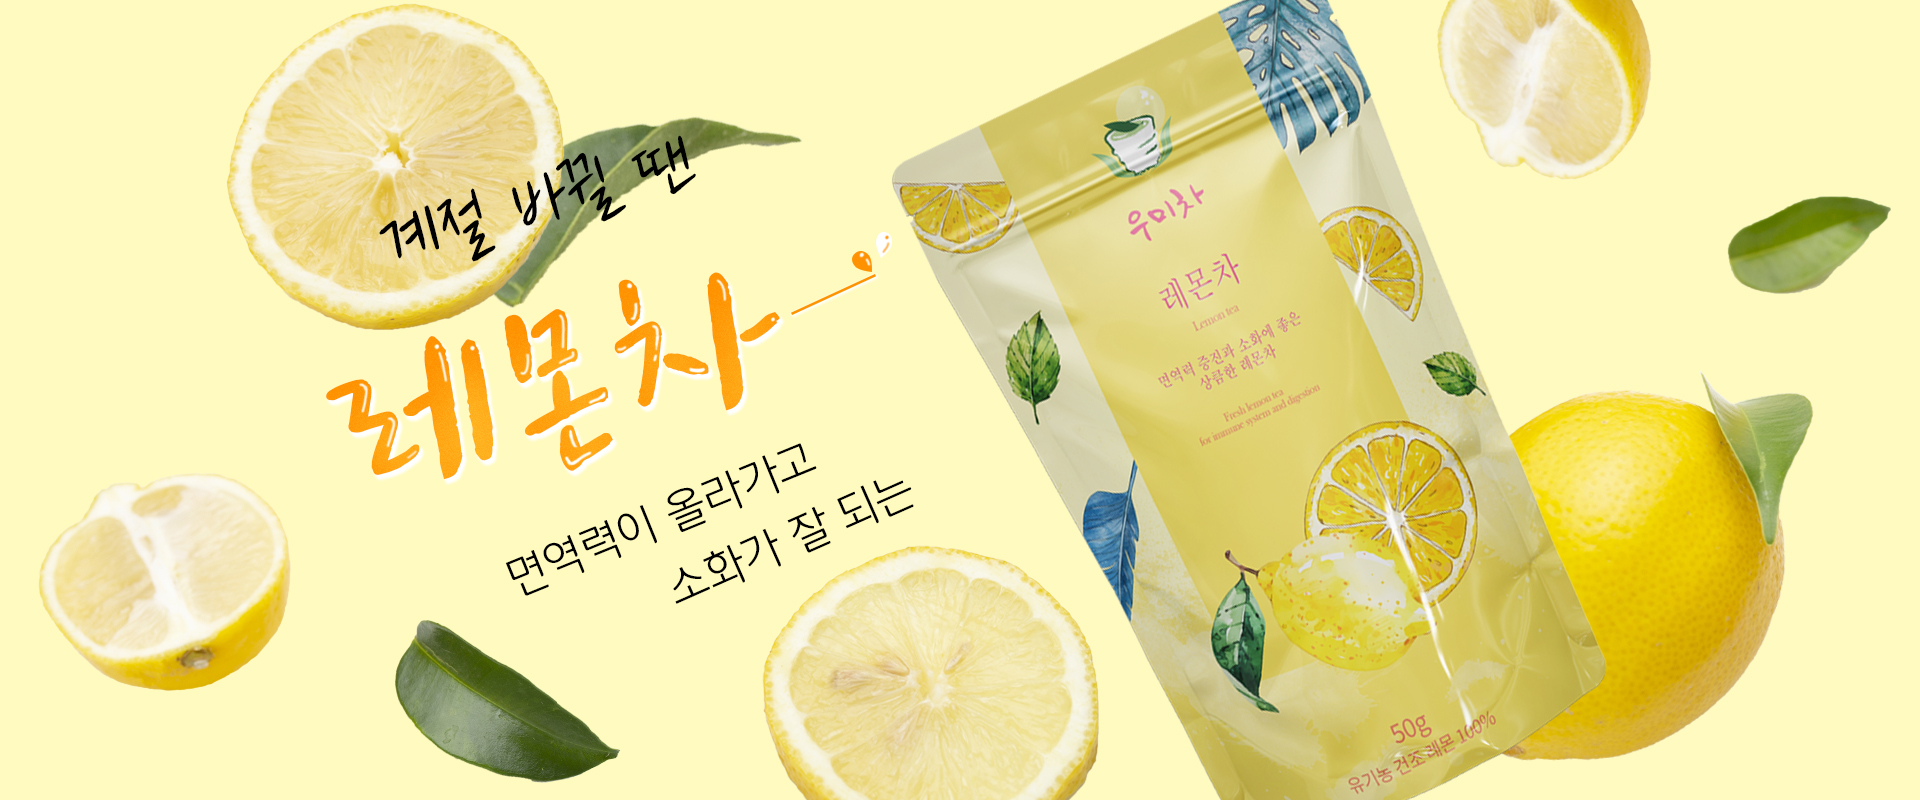 계절 바뀔 땐
레몬차
면역력이 올라가고
소화가 잘 되는
우미차
레몬차
Lemon tea
면역력 증진과 소화에 좋은
상큼한 레몬차
Fresh lemon tea
for immune system and digestion
50g
유기농 건조 레몬 100%